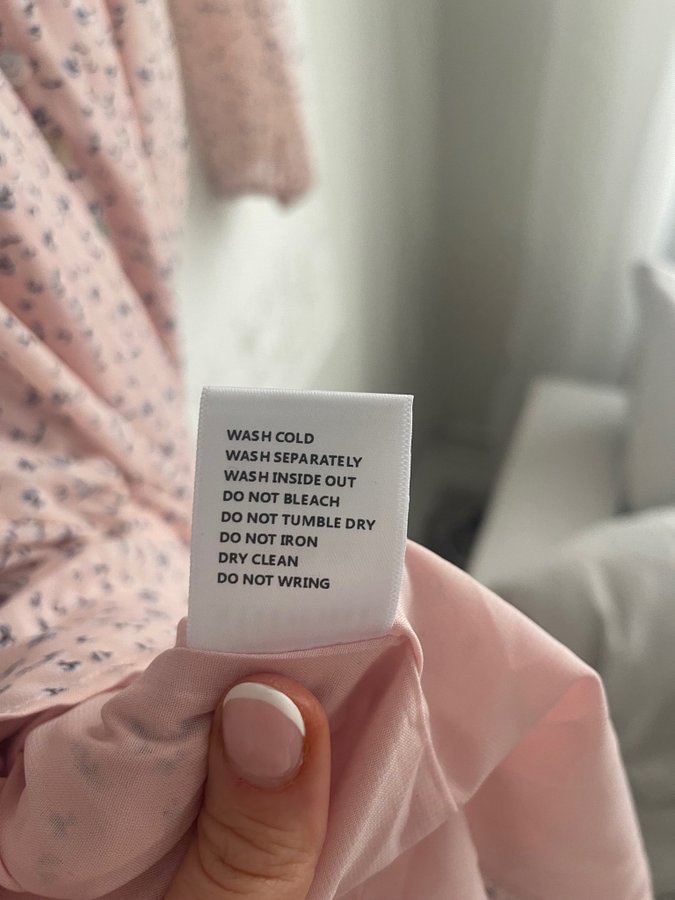 WASH COLD
WASH SEPARATELY
WASH INSIDE OUT
DO NOT BLEACH
DO NOT TUMBLE DRY
DO NOT IRON
DRY CLEAN
DO NOT WRING